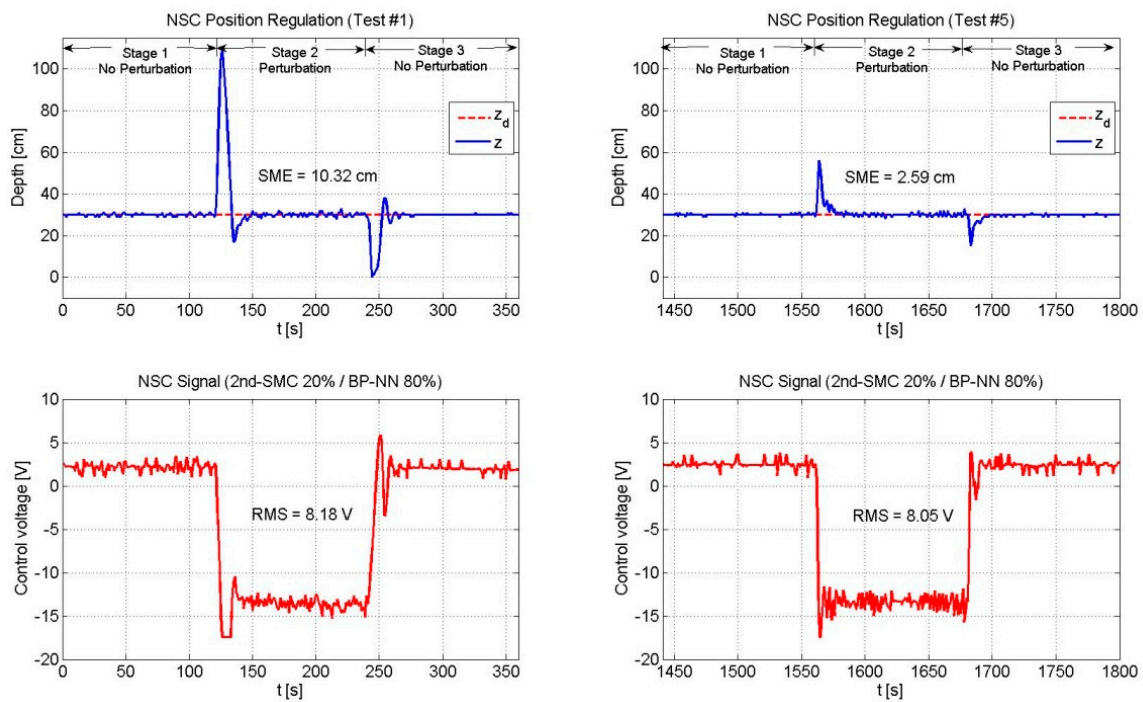 NSC Position Regulation (Test #1)
Stage 1
No Perturbation
Stage 2
Perturbation
Stage 3
No Perturbation
100
80
60
40
20
0
Depth [cm]
z_d
z
SME = 10.32 cm
0 50 100 150 200 250 300 350
t [s]
NSC Position Regulation (Test #5)
Stage 1
No Perturbation
Stage 2
Perturbation
Stage 3
No Perturbation
100
80
60
40
20
0
Depth [cm]
z_d
z
SME = 2.59 cm
1450 1500 1550 1600 1650 1700 1750 1800
t [s]
NSC Signal (2nd-SMC 20% / BP-NN 80%)
10
5
0
-5
-10
-15
-20
Control voltage [V]
RMS = 8.18 V
0 50 100 150 200 250 300 350
t [s]
NSC Signal (2nd-SMC 20% / BP-NN 80%)
10
5
0
-5
-10
-15
-20
Control voltage [V]
RMS = 8.05 V
1450 1500 1550 1600 1650 1700 1750 1800
t [s]